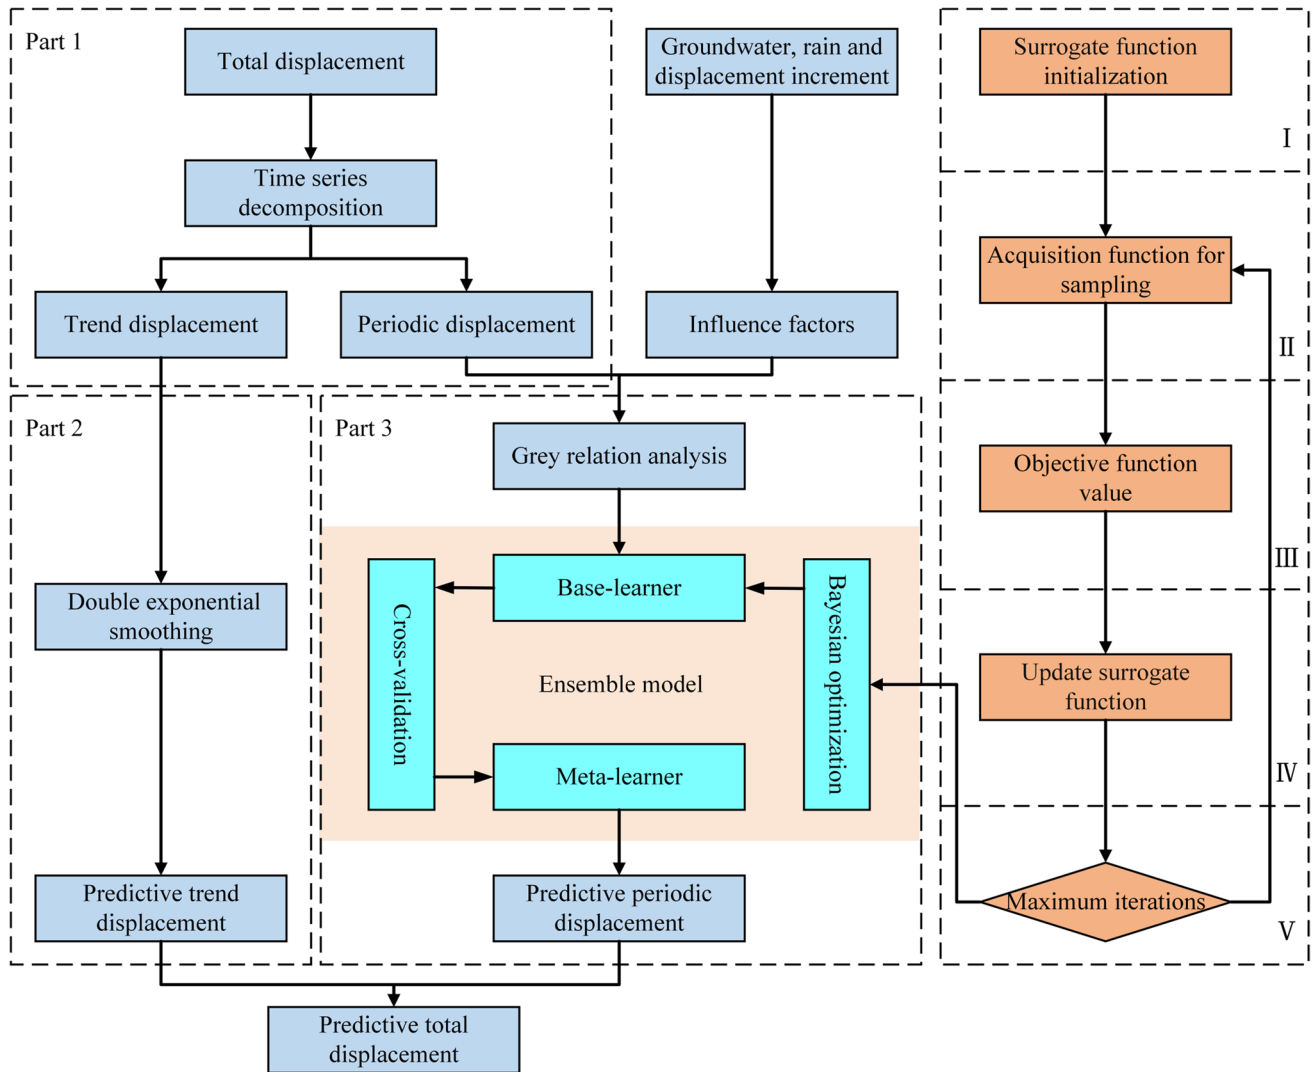 Part 1
Total displacement
Time series
decomposition
Trend displacement
Periodic displacement
Groundwater, rain and
displacement increment
Influence factors
Part 2
Double exponential
smoothing
Predictive trend
displacement
Part 3
Grey relation analysis
Base-learner
Cross-validation
Ensemble model
Bayesian optimization
Meta-learner
Predictive periodic
displacement
Predictive total
displacement
Surrogate function
initialization
I
Acquisition function for
sampling
II
Objective function
value
III
Update surrogate
function
IV
Maximum iterations
V